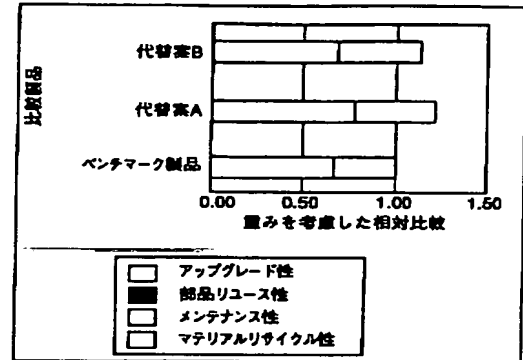 比較製品
代替案B
代替案A
ベンチマーク製品
0.00 0.50 1.00 1.50
重みを考慮した相対比較
アップグレード性
部品リユース性
メンテナンス性
マテリアルリサイクル性